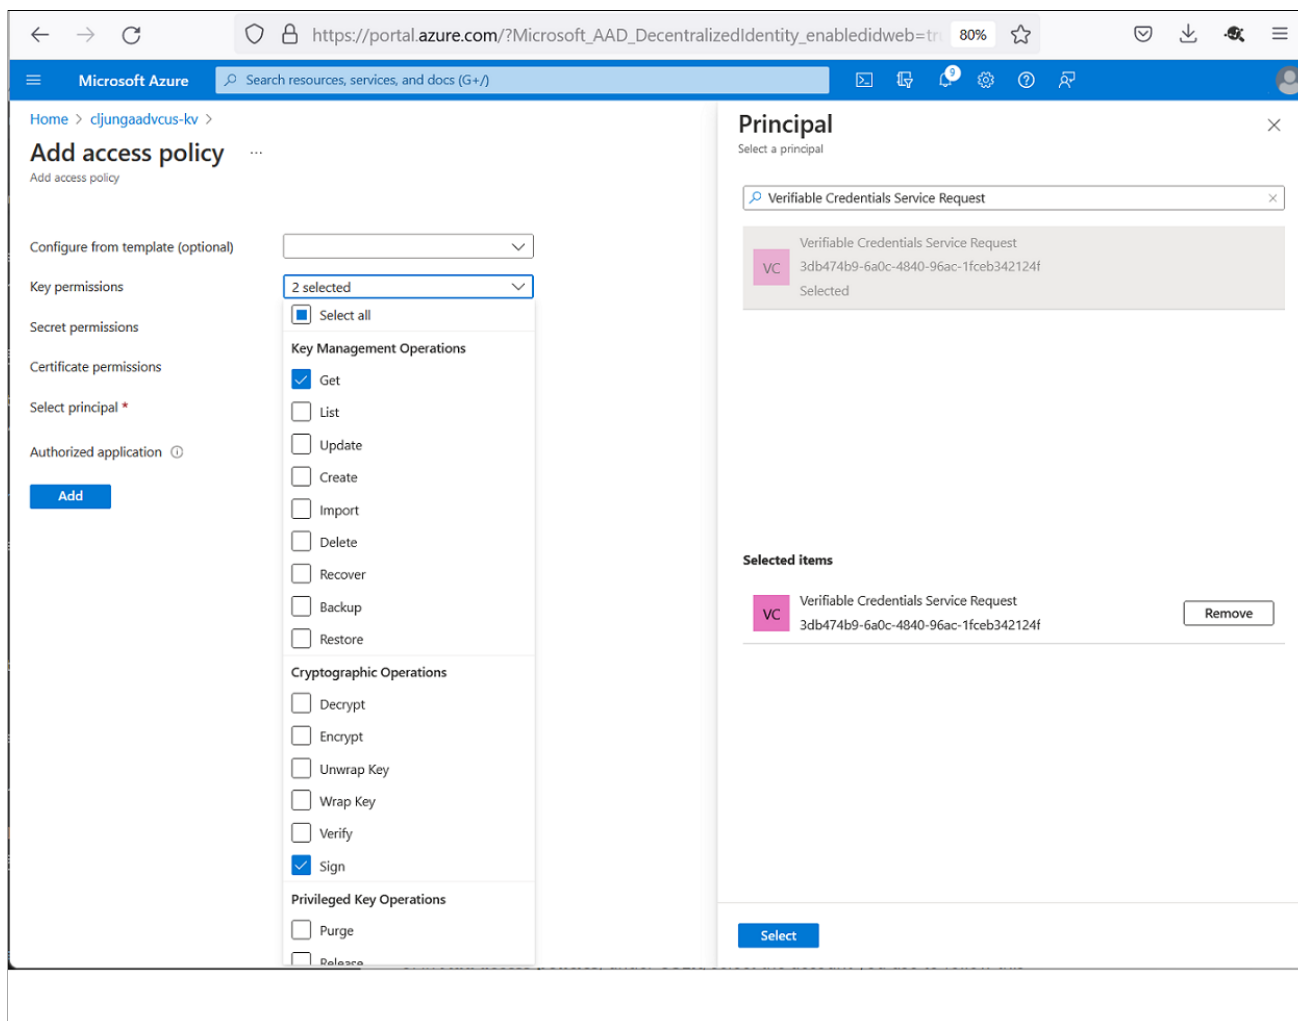 https://portal.azure.com/?Microsoft_AAD_DecentralizedIdentity_enabledidweb=tr 80%
Microsoft Azure
Search resources, services, and docs (G+/)
9
Home > cljungaadvcus-kv >
Add access policy ...
Add access policy
Configure from template (optional)
Key permissions
2 selected
Secret permissions
Certificate permissions
Select principal *
Authorized application
Add
Select all
Key Management Operations
Get
List
Update
Create
Import
Delete
Recover
Backup
Restore
Cryptographic Operations
Decrypt
Encrypt
Unwrap Key
Wrap Key
Verify
Sign
Privileged Key Operations
Purge
Release
Principal
Select a principal
Verifiable Credentials Service Request
VC
Verifiable Credentials Service Request
3db474b9-6a0c-4840-96ac-1fceb342124f
Selected
Selected items
VC
Verifiable Credentials Service Request
3db474b9-6a0c-4840-96ac-1fceb342124f
Remove
Select